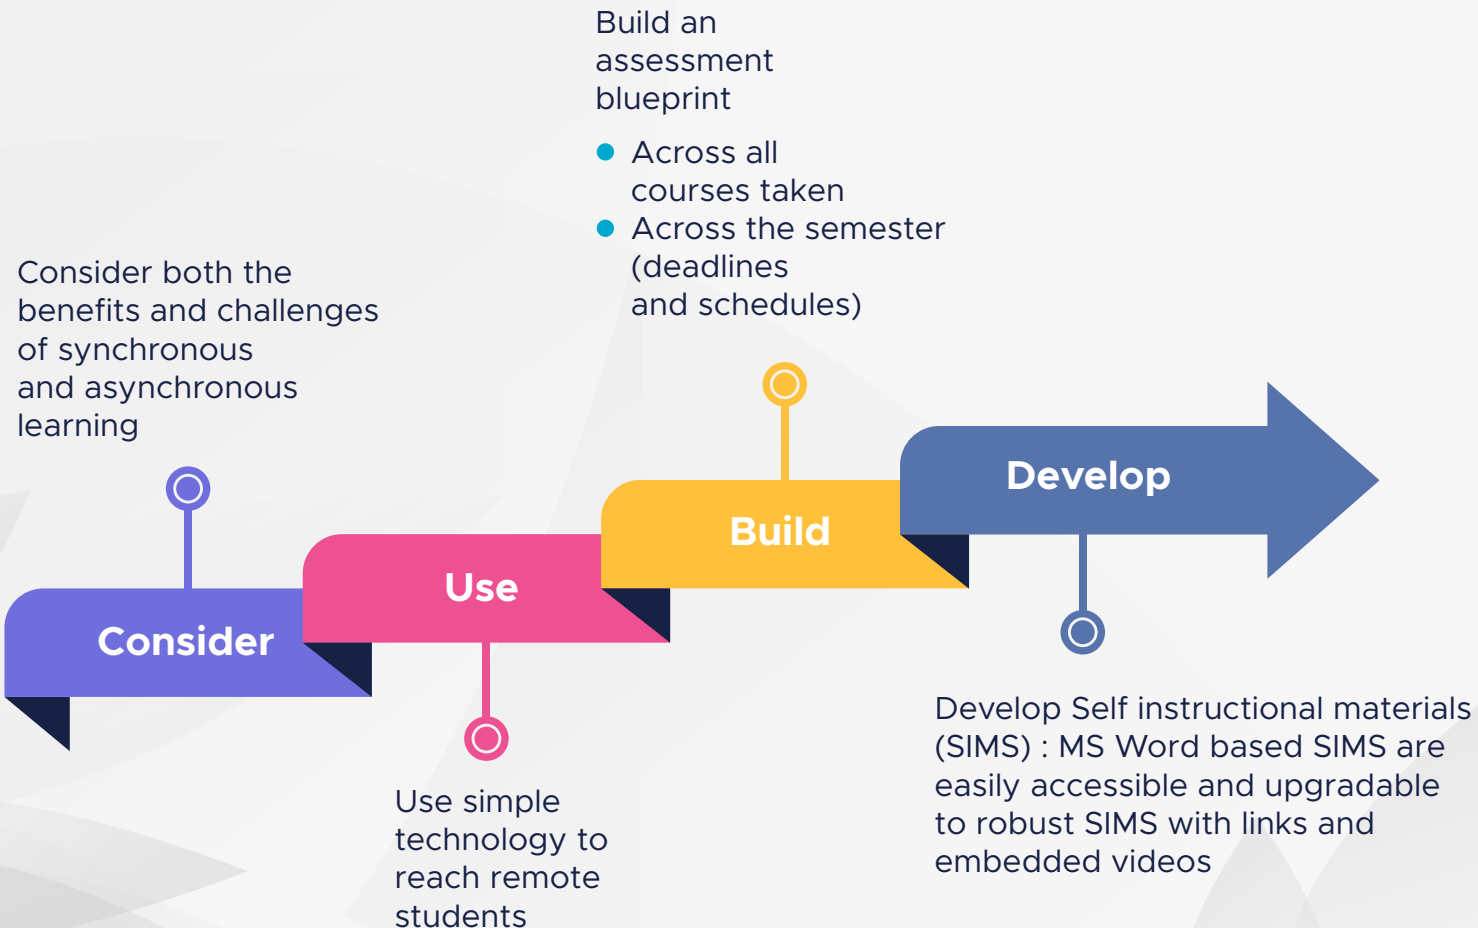 Consider both the
benefits and challenges
of synchronous
and asynchronous
learning
Consider
Use
Use simple
technology to
reach remote
students
Build an
assessment
blueprint
● Across all
courses taken
● Across the semester
(deadlines
and schedules)
Build
Develop
Develop Self instructional materials
(SIMS) : MS Word based SIMS are
easily accessible and upgradable
to robust SIMS with links and
embedded videos